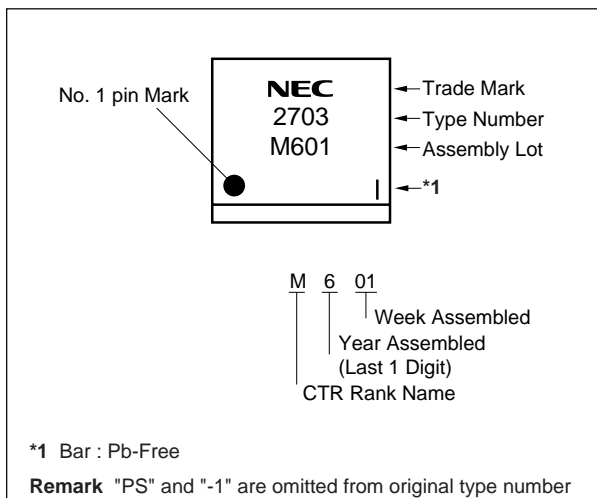 NEC
2703
M601
No. 1 pin Mark
Trade Mark
Type Number
Assembly Lot
*1
M 6 01
Week Assembled
Year Assembled
(Last 1 Digit)
CTR Rank Name
*1 Bar : Pb-Free
Remark "PS" and "-1" are omitted from original type number